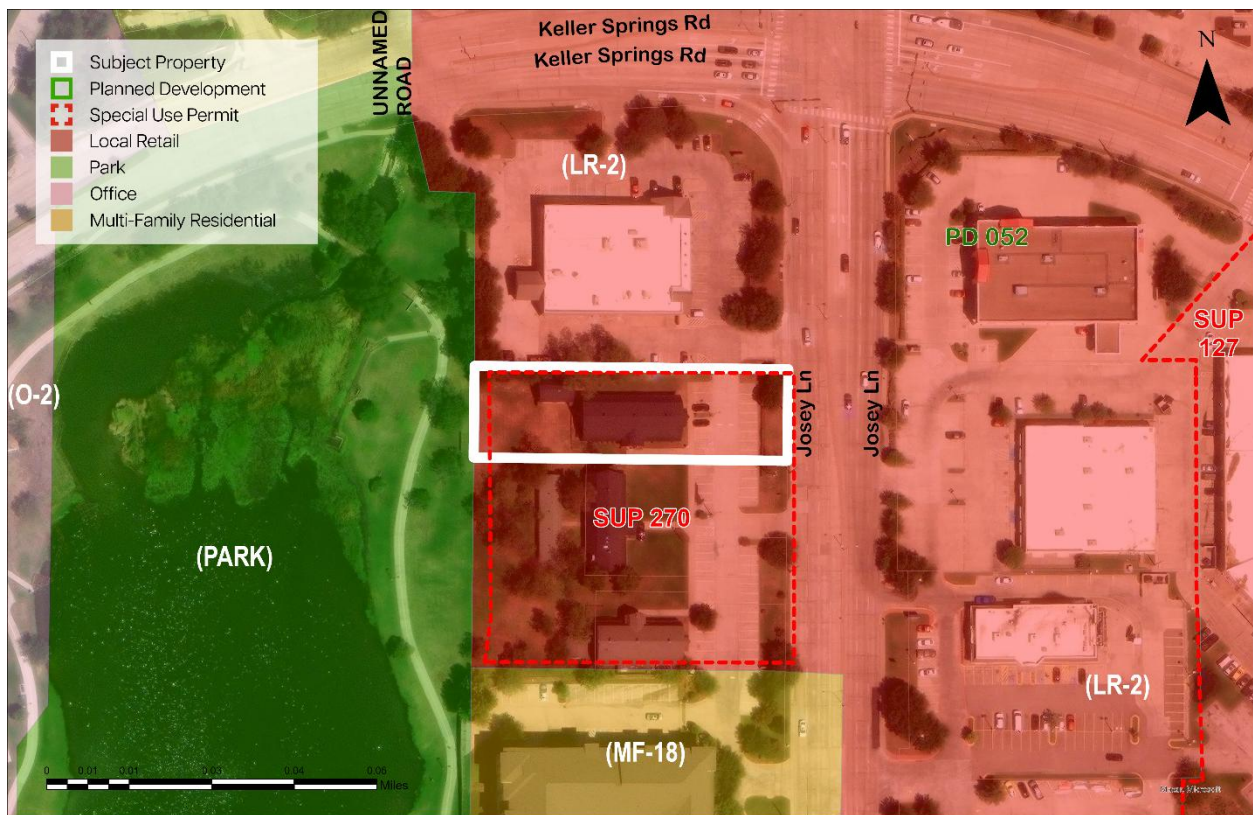 Keller Springs Rd
Keller Springs Rd
N
Subject Property
Planned Development
Special Use Permit
Local Retail
Park
Office
Multi-Family Residential
UNNAMED
ROAD
(LR-2)
PD 052
SUP
127
(O-2)
Josey Ln
Josey Ln
SUP 270
(PARK)
(LR-2)
(MF-18)
0 0.01 0.01 0.03 0.04 0.06
Miles
Microsoft